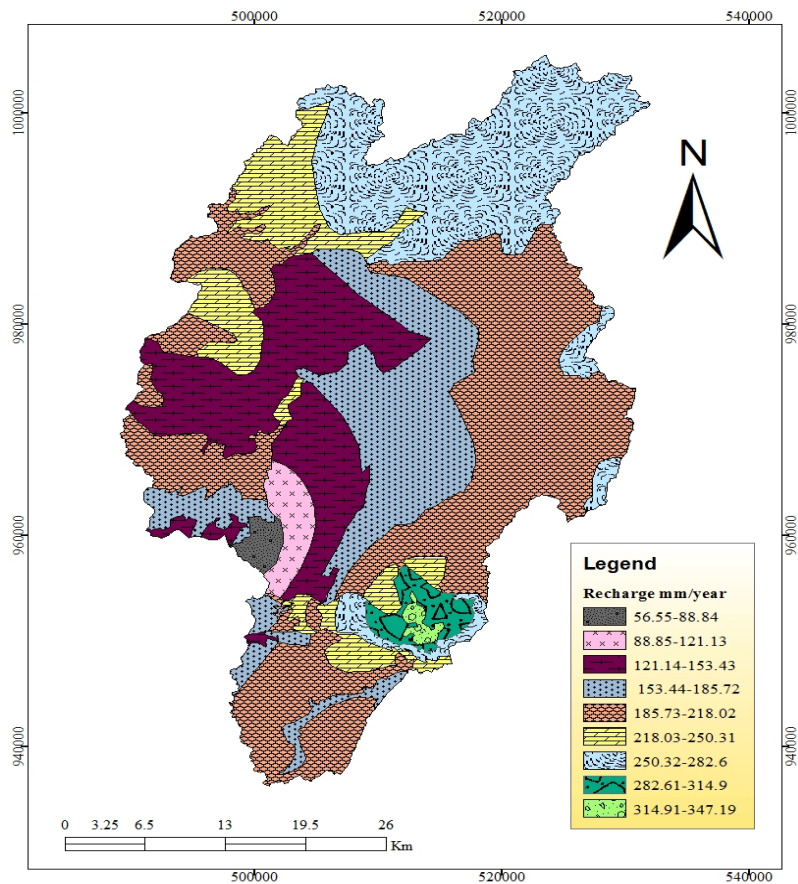 500000 520000 540000
1000000 1000000
N
980000 980000
960000 960000
Legend
Recharge mm/year
56.55-88.84
88.85-121.13
121.14-153.43
153.44-185.72
185.73-218.02
218.03-250.31
250.32-282.6
282.61-314.9
314.91-347.19
940000 940000
0 3.25 6.5 13 19.5 26
Km
500000 520000 540000